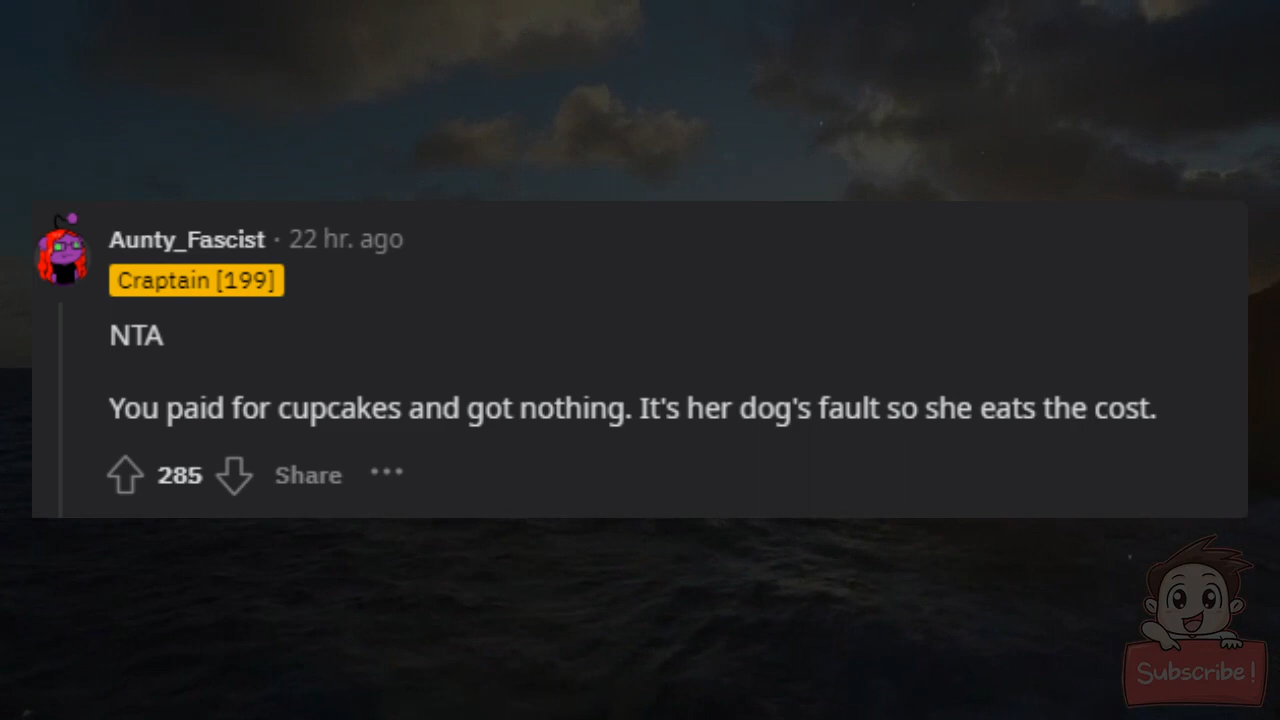 Aunty_Fascist · 22 hr. ago
Craptain [199]
NTA
You paid for cupcakes and got nothing. It's her dog's fault so she eats the cost.
285 Share ···
Subscribe!